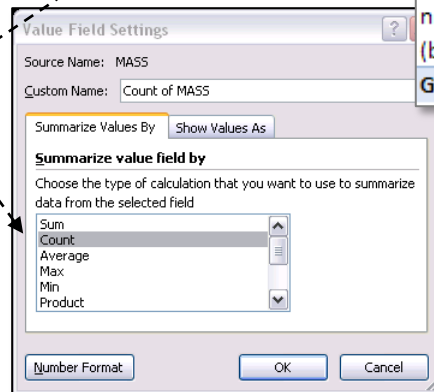 Value Field Settings
Source Name: MASS
Custom Name: Count of MASS
Summarize Values By Show Values As
Summarize value field by
Choose the type of calculation that you want to use to summarize
data from the selected field
Sum
Count
Average
Max
Min
Product
Number Format OK Cancel
n
(b
G